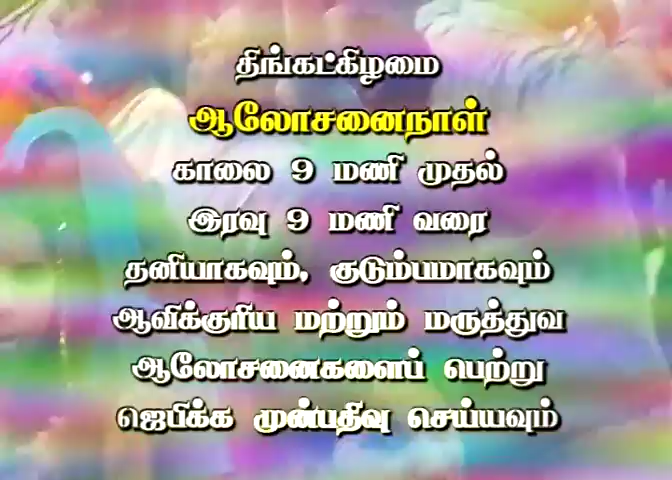 திங்கட்கிழமை
ஆலோசனைநாள்
காலை 9 மணி முதல்
இரவு 9 மணி வரை
தனியாகவும், குடும்பமாகவும்
ஆவிக்குரிய மற்றும் மருத்துவ
ஆலோசனைகளைப் பெற்று
ஜெபிக்க முன்பதிவு செய்யவும்